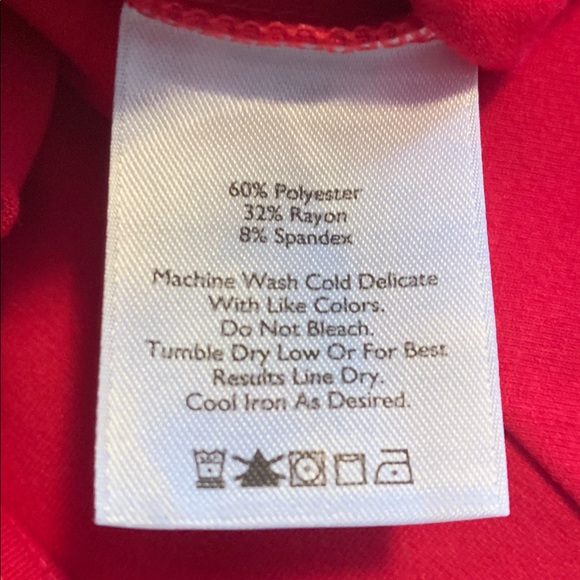 60% Polyester
32% Rayon
8% Spandex
Machine Wash Cold Delicate
With Like Colors.
Do Not Bleach.
Tumble Dry Low Or For Best
Results Line Dry.
Cool Iron As Desired.